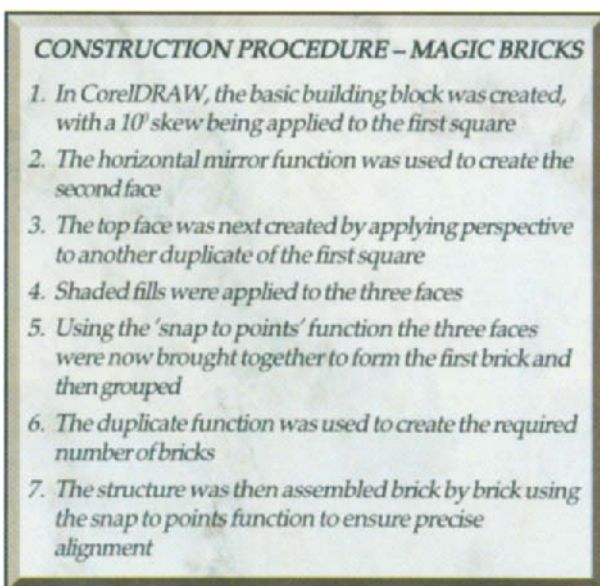 CONSTRUCTION PROCEDURE – MAGIC BRICKS
1. In CorelDRAW, the basic building block was created,
with a 10⁰ skew being applied to the first square
2. The horizontal mirror function was used to create the
second face
3. The top face was next created by applying perspective
to another duplicate of the first square
4. Shaded fills were applied to the three faces
5. Using the 'snap to points' function the three faces
were now brought together to form the first brick and
then grouped
6. The duplicate function was used to create the required
number of bricks
7. The structure was then assembled brick by brick using
the snap to points function to ensure precise
alignment